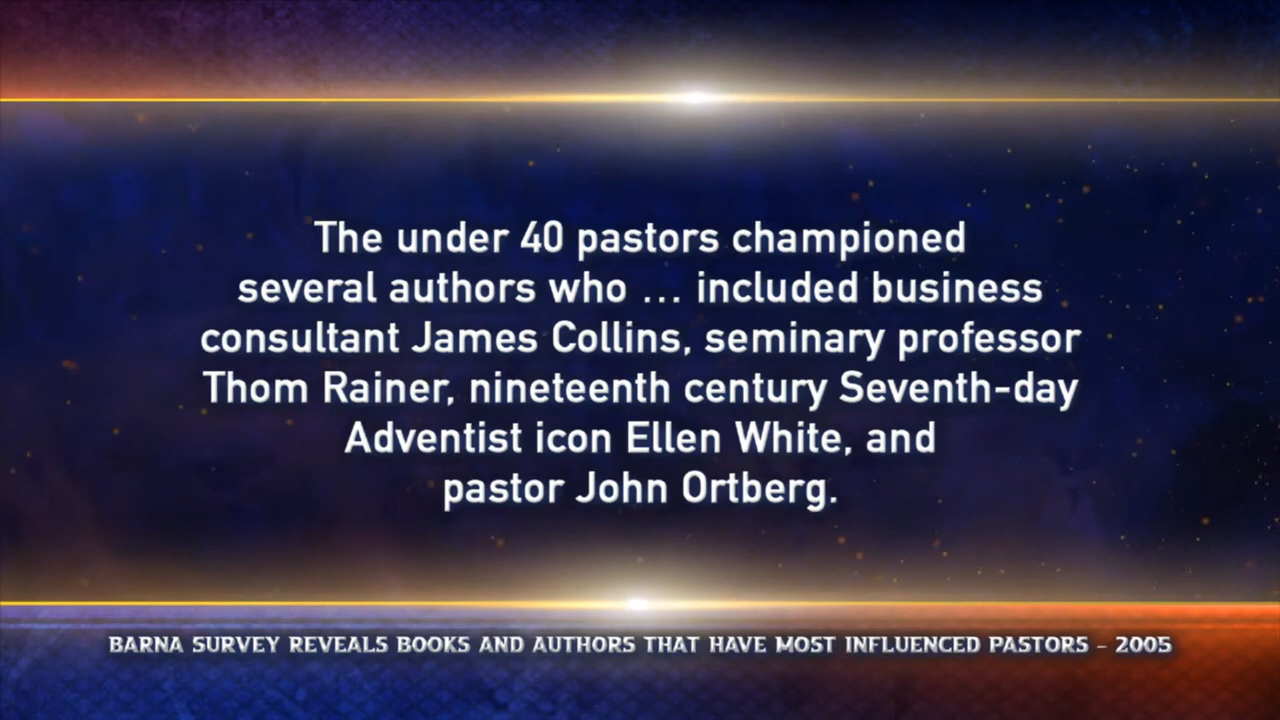 The under 40 pastors championed
several authors who ... included business
consultant James Collins, seminary professor
Thom Rainer, nineteenth century Seventh-day
Adventist icon Ellen White, and
pastor John Ortberg.
BARNA SURVEY REVEALS BOOKS AND AUTHORS THAT HAVE MOST INFLUENCED PASTORS – 2005